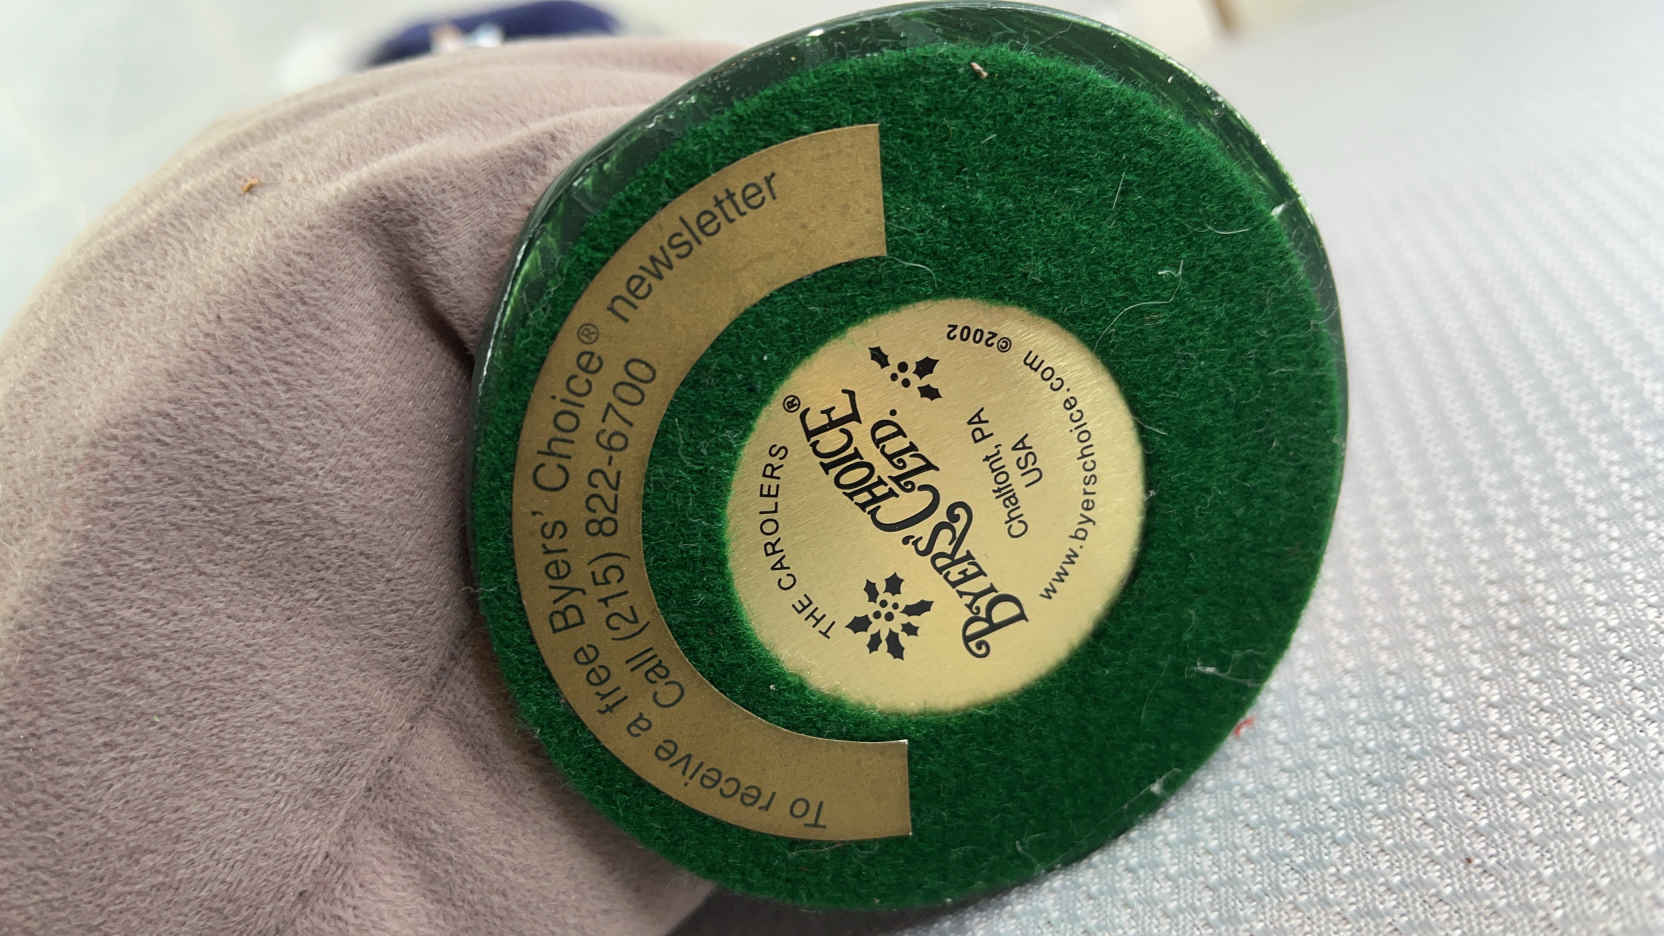 To receive a free Byers' Choice® newsletter
Call (215) 822-6700
THE CAROLERS®
BYERS' CHOICE
LTD.
Chalfont, PA
USA
www.byerschoice.com ©2002